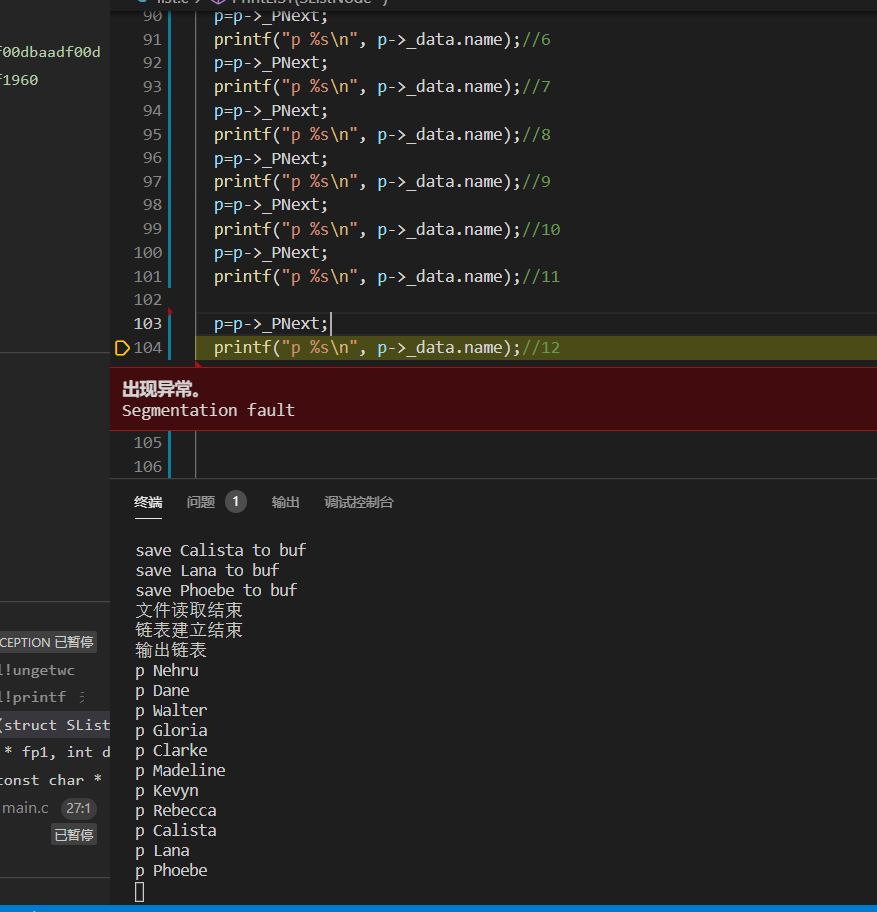 list.c > PrintLIST(SListNode *)
90 p=p->_PNext;
91 printf("p %s\n", p->_data.name);//6
92 p=p->_PNext;
93 printf("p %s\n", p->_data.name);//7
94 p=p->_PNext;
95 printf("p %s\n", p->_data.name);//8
96 p=p->_PNext;
97 printf("p %s\n", p->_data.name);//9
98 p=p->_PNext;
99 printf("p %s\n", p->_data.name);//10
100 p=p->_PNext;
101 printf("p %s\n", p->_data.name);//11
102
103 p=p->_PNext;
104 printf("p %s\n", p->_data.name);//12
出现异常。
Segmentation fault
105
106
f00dbaadf00d
f1960
CEPTION 已暂停
l!ungetwc
l!printf
(struct SList
* fp1, int d
const char *
main.c 27:1
已暂停
终端 问题 1 输出 调试控制台
save Calista to buf
save Lana to buf
save Phoebe to buf
文件读取结束
链表建立结束
输出链表
p Nehru
p Dane
p Walter
p Gloria
p Clarke
p Madeline
p Kevyn
p Rebecca
p Calista
p Lana
p Phoebe